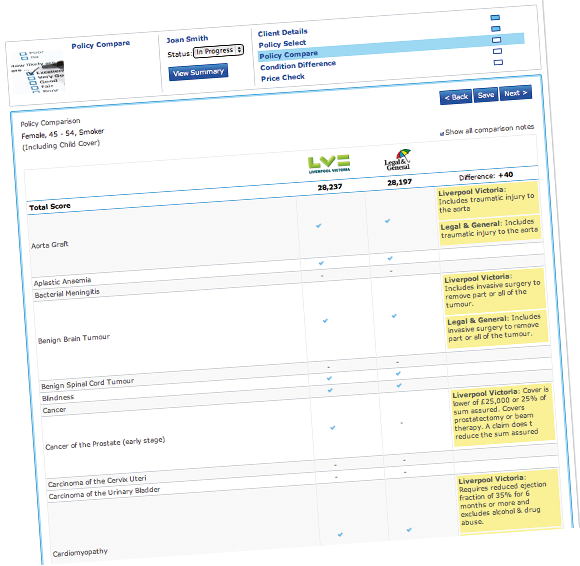 Policy Compare
Joan Smith
Status: In Progress
View Summary
Client Details
Policy Select
Policy Compare
Condition Difference
Price Check
Poor
Good
Fair
< Back
Save
Next >
Policy Comparison
Female, 45 - 54, Smoker
(Including Child Cover)
Show all comparison notes
LV=
LIVERPOOL VICTORIA
Legal &
General
Total Score
28,237
28,197
Difference: +40
Aorta Graft
Liverpool Victoria:
Includes traumatic injury to
the aorta
Legal & General: Includes
traumatic injury to the aorta
Aplastic Anaemia
Bacterial Meningitis
Benign Brain Tumour
Liverpool Victoria:
Includes invasive surgery to
remove part or all of the
tumour.
Legal & General: Includes
invasive surgery to remove
part or all of the tumour.
Benign Spinal Cord Tumour
Blindness
Cancer
Cancer of the Prostate (early stage)
Liverpool Victoria: Cover is
lower of £25,000 or 25% of
sum assured. Covers
prostatectomy or beam
therapy. A claim does t
reduce the sum assured
Carcinoma of the Cervix Uteri
Carcinoma of the Urinary Bladder
Cardiomyopathy
Liverpool Victoria:
Requires reduced ejection
fraction of 35% for 6
months or more and
excludes alcohol & drug
abuse.